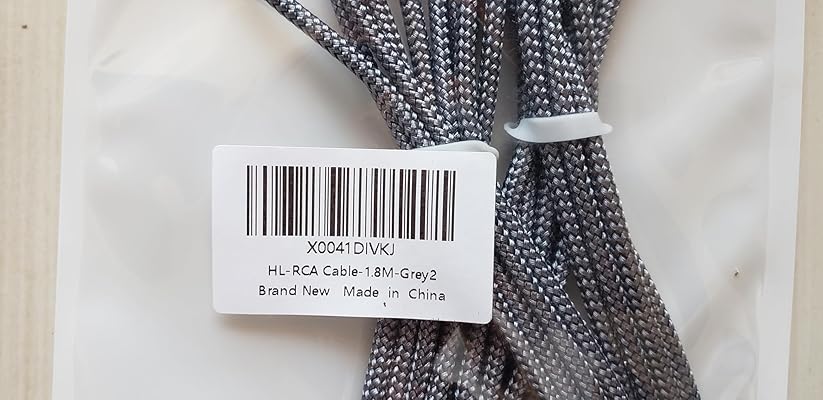 X0041DIVKJ
HL-RCA Cable-1.8M-Grey2
Brand New Made in China